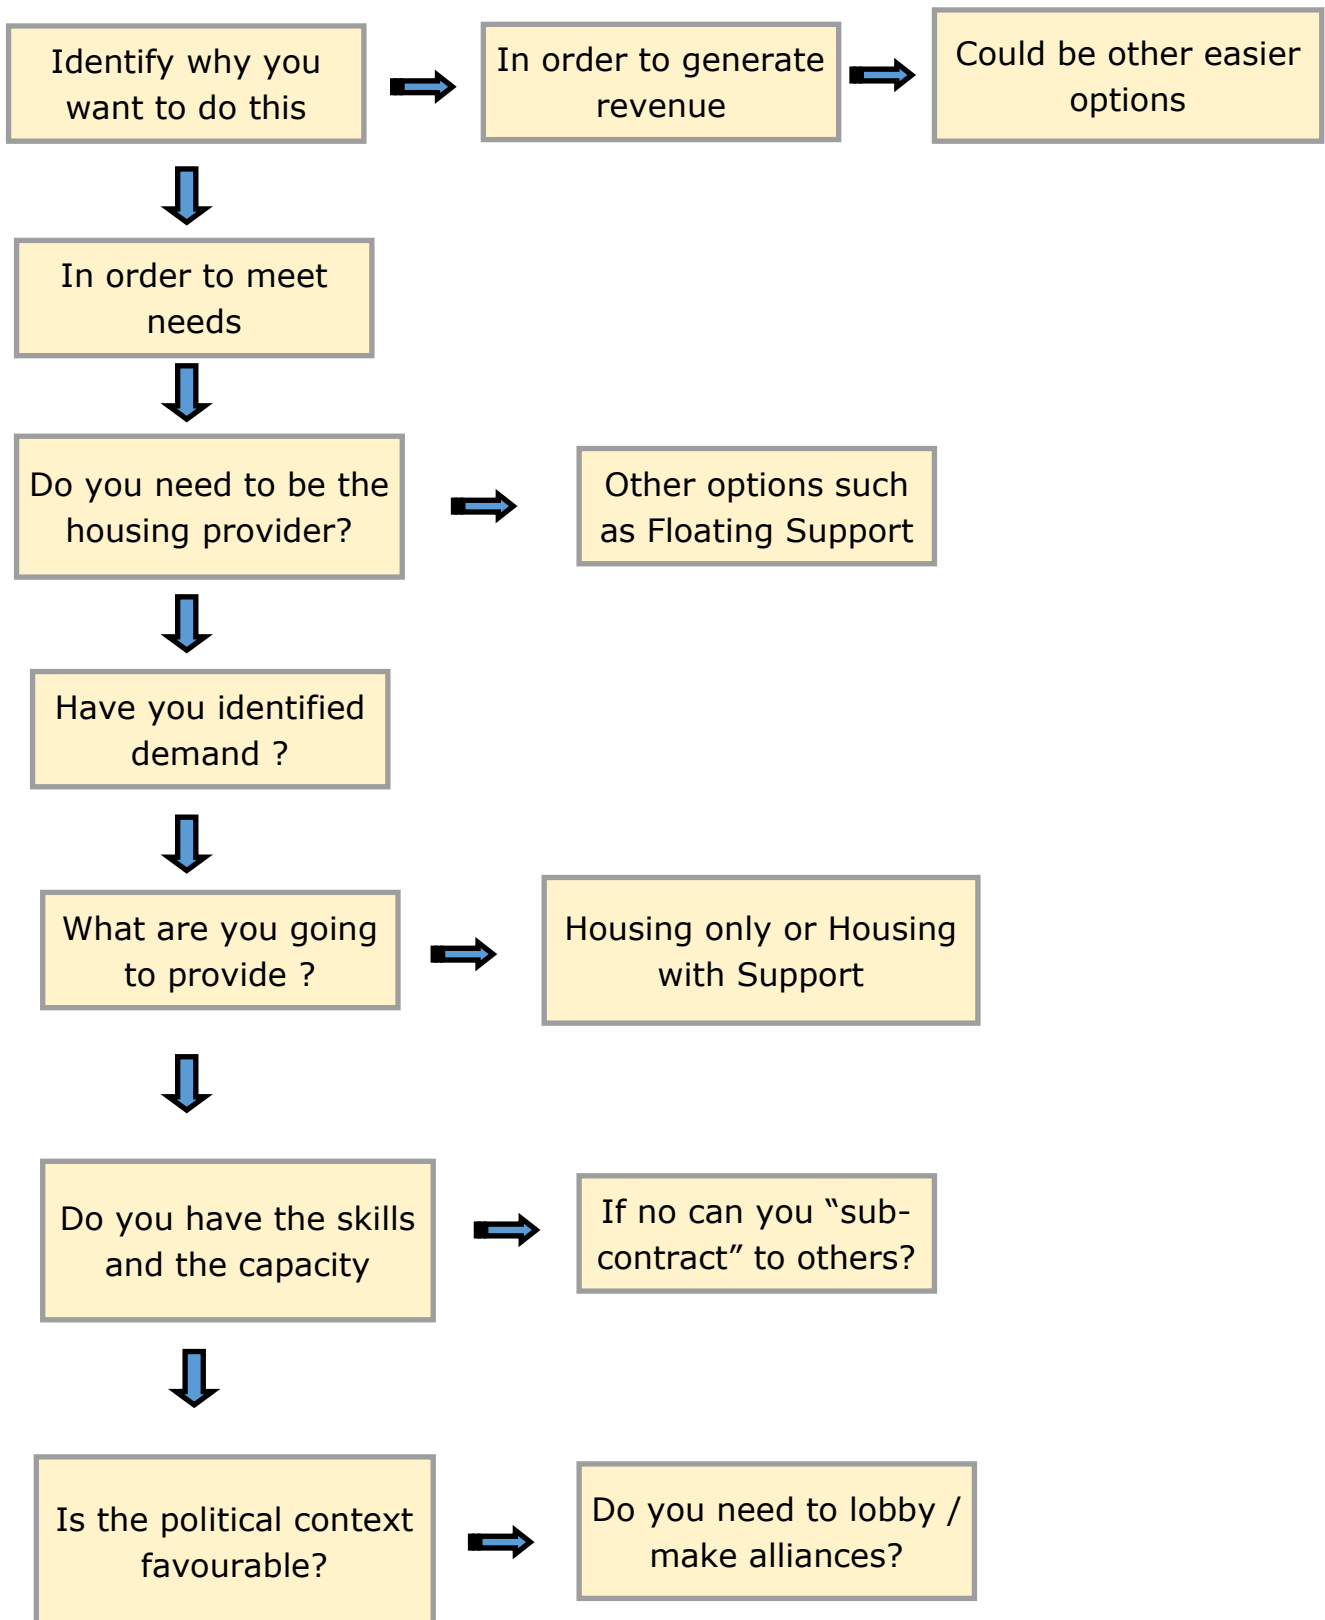 Identify why you
want to do this
In order to generate
revenue
Could be other easier
options
In order to meet
needs
Do you need to be the
housing provider?
Other options such
as Floating Support
Have you identified
demand ?
What are you going
to provide ?
Housing only or Housing
with Support
Do you have the skills
and the capacity
If no can you “sub-
contract” to others?
Is the political context
favourable?
Do you need to lobby /
make alliances?